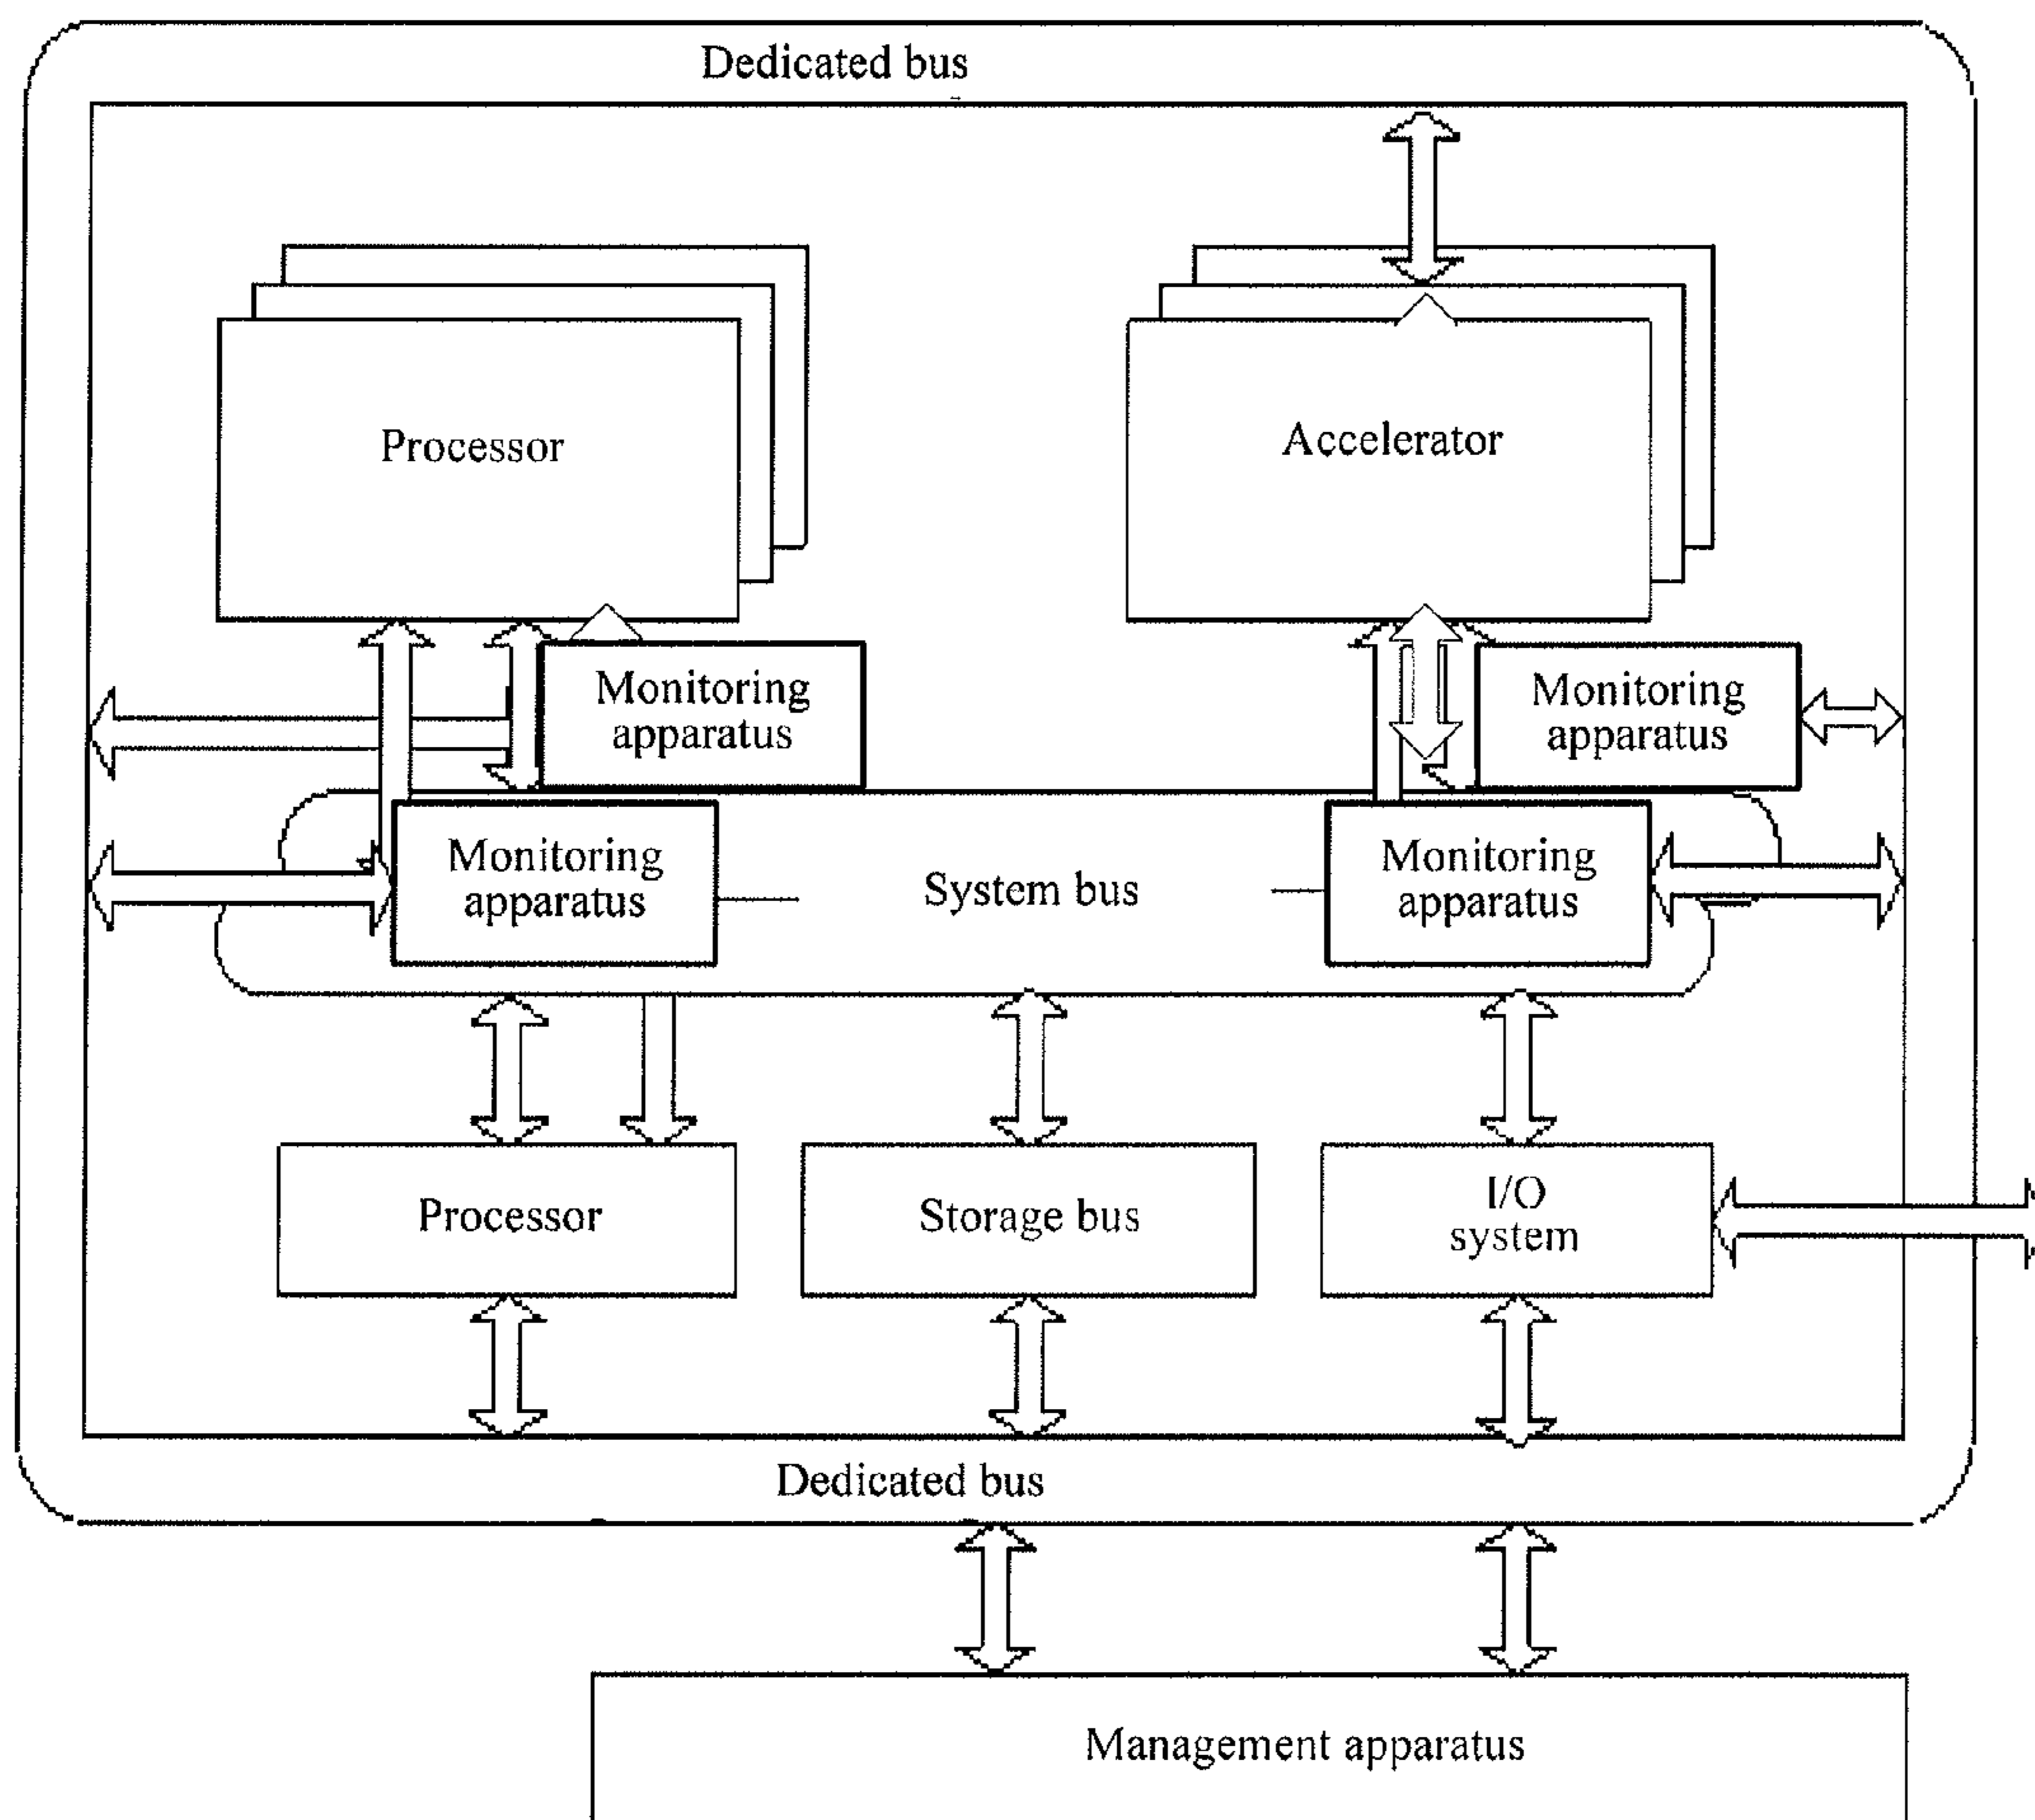 Dedicated bus
Processor
Accelerator
Monitoring
apparatus
Monitoring
apparatus
Monitoring
apparatus
System bus
Monitoring
apparatus
Processor
Storage bus
I/O
system
Dedicated bus
Management apparatus